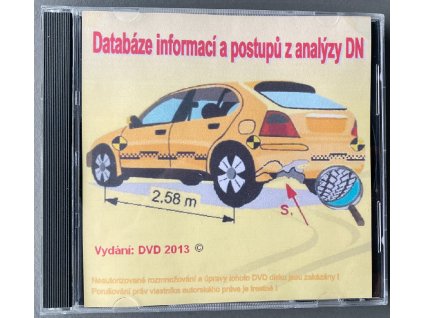 Databáze informací a postupů z analýzy DN
2.58 m
S.
Vydání: DVD 2013 ©
Neautorizované rozmnožování a úpravy tohoto DVD disku jsou zakázány !
Porušování práv vlastníka autorského práva je trestné !